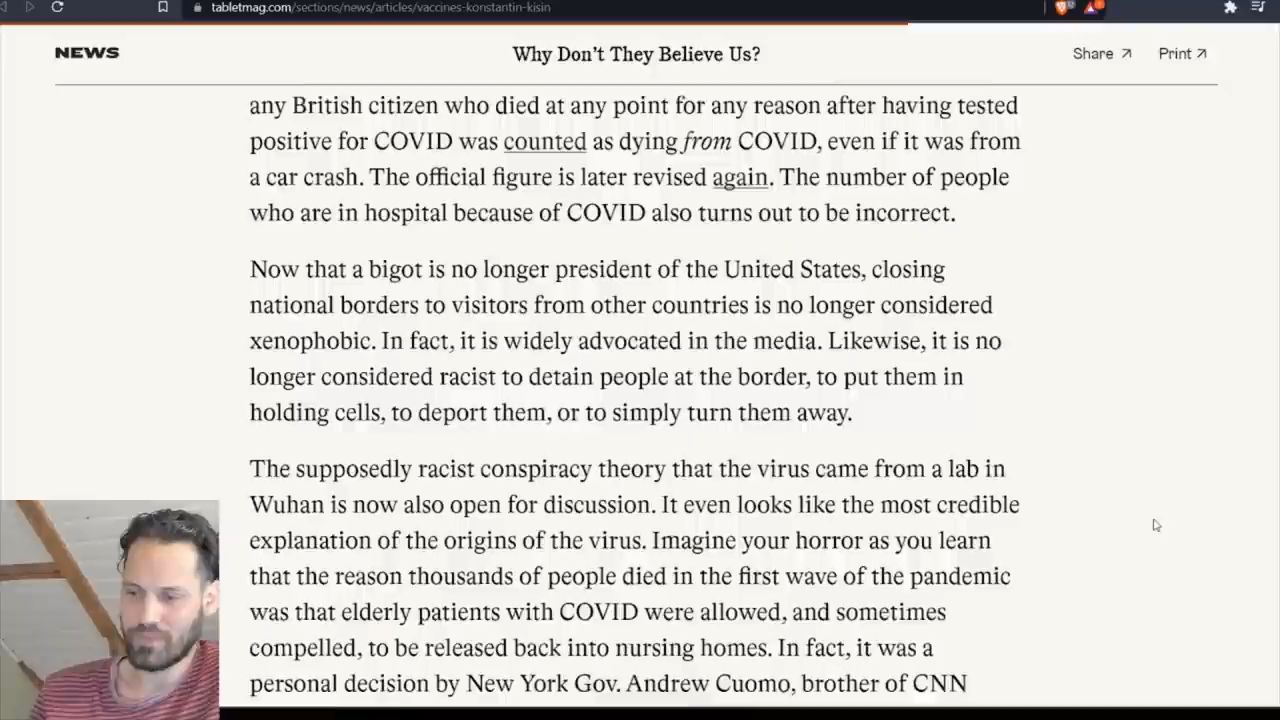 tabletmag.com/sections/news/articles/vaccines-konstantin-kisin
NEWS
Why Don't They Believe Us?
Share ↗
Print ↗
any British citizen who died at any point for any reason after having tested
positive for COVID was counted as dying from COVID, even if it was from
a car crash. The official figure is later revised again. The number of people
who are in hospital because of COVID also turns out to be incorrect.
Now that a bigot is no longer president of the United States, closing
national borders to visitors from other countries is no longer considered
xenophobic. In fact, it is widely advocated in the media. Likewise, it is no
longer considered racist to detain people at the border, to put them in
holding cells, to deport them, or to simply turn them away.
The supposedly racist conspiracy theory that the virus came from a lab in
Wuhan is now also open for discussion. It even looks like the most credible
explanation of the origins of the virus. Imagine your horror as you learn
that the reason thousands of people died in the first wave of the pandemic
was that elderly patients with COVID were allowed, and sometimes
compelled, to be released back into nursing homes. In fact, it was a
personal decision by New York Gov. Andrew Cuomo, brother of CNN